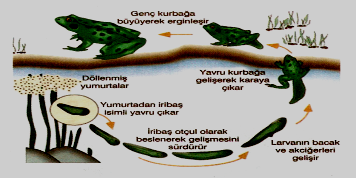 Genç kurbağa
büyüyerek erginleşir
Döllenmiş
yumurtalar
Yavru kurbağa
gelişerek karaya
çıkar
Yumurtadan iribaş
isimli yavru çıkar
İribaş otçul olarak
beslenerek gelişmesini
sürdürür
Larvanın bacak
ve akciğerleri
gelişir